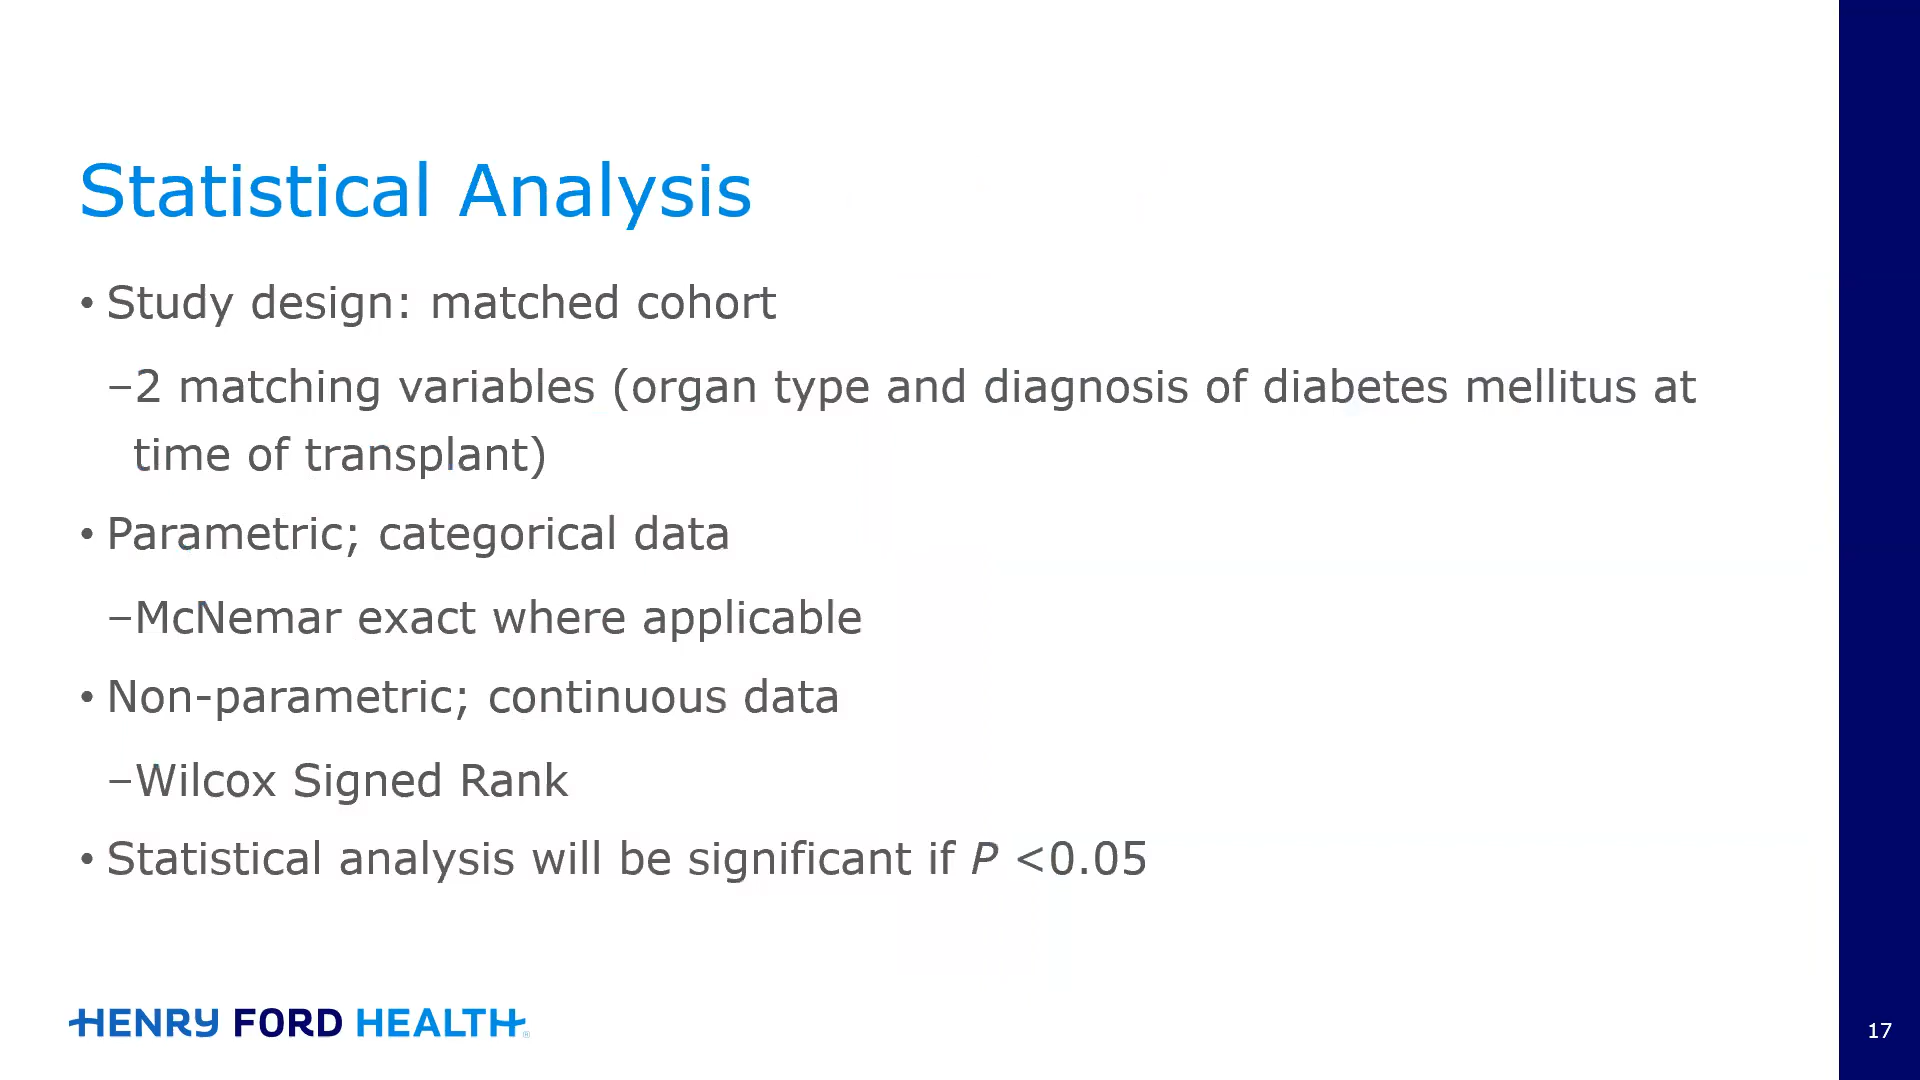 Statistical Analysis
• Study design: matched cohort
–2 matching variables (organ type and diagnosis of diabetes mellitus at
time of transplant)
• Parametric; categorical data
–McNemar exact where applicable
• Non-parametric; continuous data
–Wilcox Signed Rank
• Statistical analysis will be significant if P <0.05
HENRY FORD HEALTH®
17